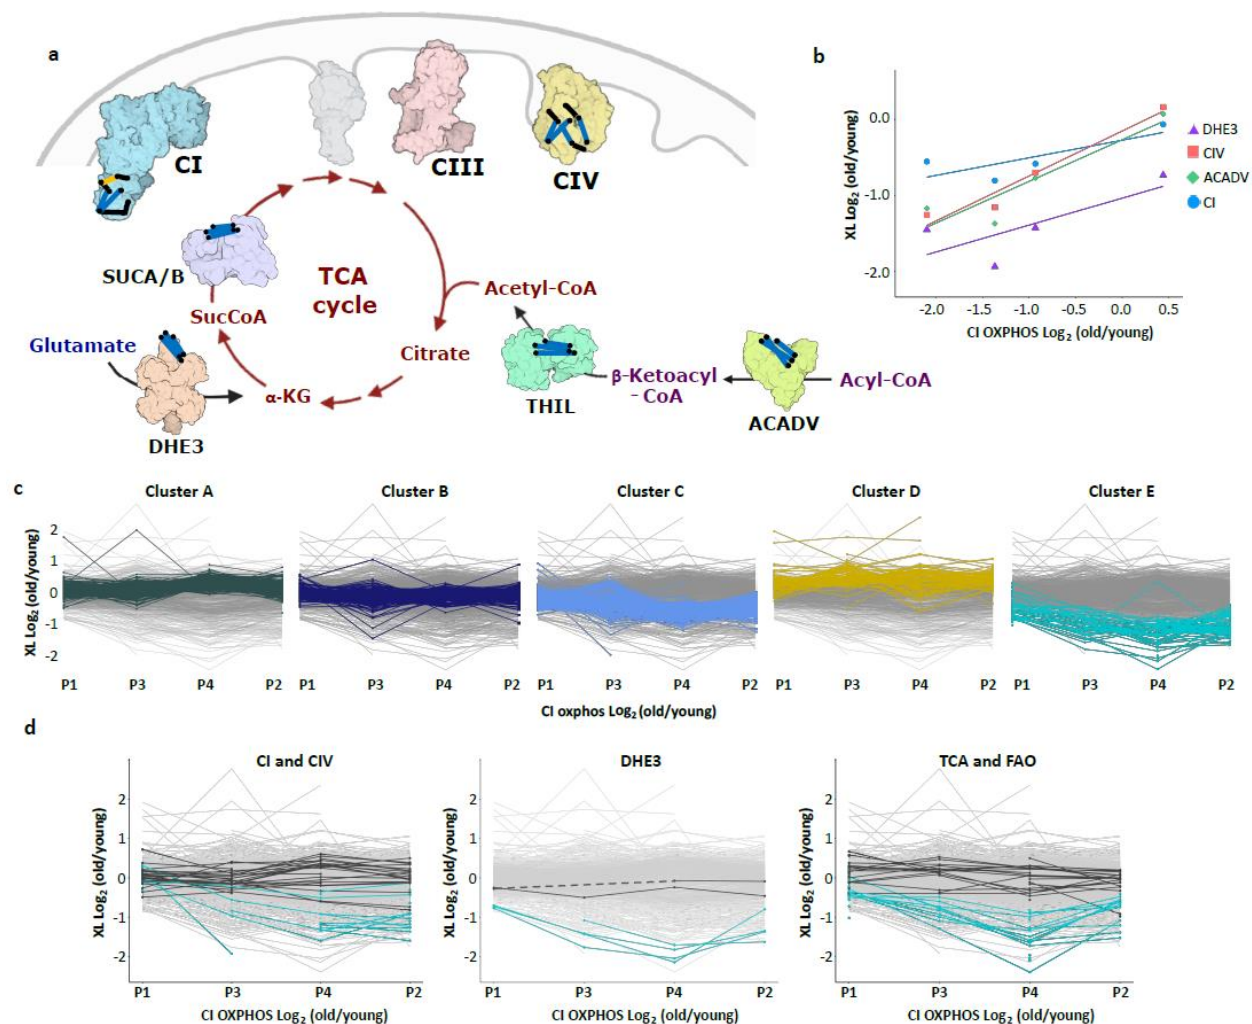 a
CI
CIII
CIV
SUCA/B
TCA
cycle
SucCoA
Acetyl-CoA
Glutamate
Citrate
α-KG
DHE3
THIL
β-Ketoacyl
-CoA
Acyl-CoA
ACADV
b
XL Log2 (old/young)
0.0
-1.0
-2.0
-2.0 -1.5 -1.0 -0.5 0.0 0.5
CI OXPHOS Log2 (old/young)
DHE3
CIV
ACADV
CI
c
Cluster A Cluster B Cluster C Cluster D Cluster E
XL Log2 (old/young)
2
1
0
-1
-2
P1 P3 P4 P2 P1 P3 P4 P2 P1 P3 P4 P2 P1 P3 P4 P2 P1 P3 P4 P2
CI oxphos Log2 (old/young)
d
CI and CIV
XL Log2 (old/young)
2
1
0
-1
-2
P1 P3 P4 P2
CI OXPHOS Log2 (old/young)
DHE3
XL Log2 (old/young)
2
1
0
-1
-2
P1 P3 P4 P2
CI OXPHOS Log2 (old/young)
TCA and FAO
XL Log2 (old/young)
2
1
0
-1
-2
P1 P3 P4 P2
CI OXPHOS Log2 (old/young)